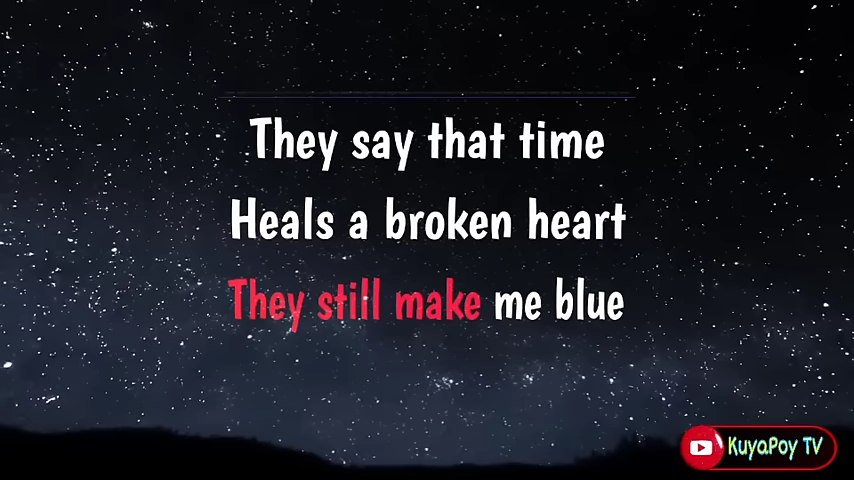 They say that time
Heals a broken heart
They still make me blue
KuyaPoy TV